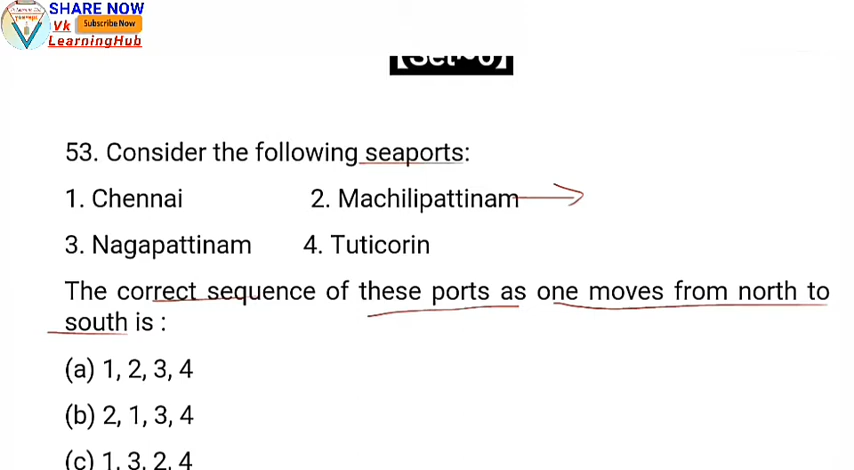 SHARE NOW
Vk Subscribe Now
LearningHub
53. Consider the following seaports:
1. Chennai 2. Machilipattinam
3. Nagapattinam 4. Tuticorin
The correct sequence of these ports as one moves from north to
south is :
(a) 1, 2, 3, 4
(b) 2, 1, 3, 4
(c) 1, 3, 2, 4